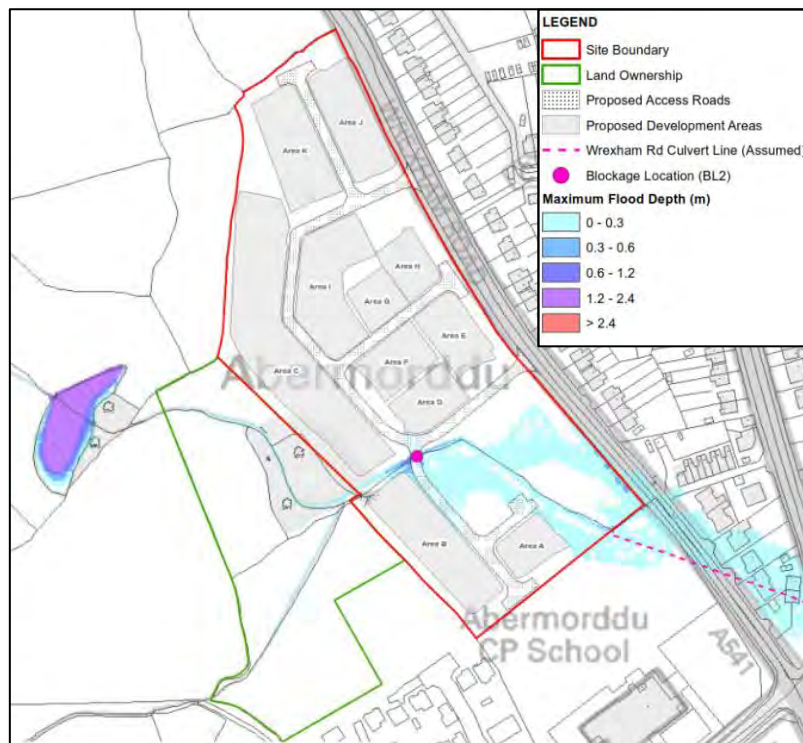 LEGEND
Site Boundary
Land Ownership
Proposed Access Roads
Proposed Development Areas
Wrexham Rd Culvert Line (Assumed)
Blockage Location (BL2)
Maximum Flood Depth (m)
0 - 0.3
0.3 - 0.6
0.6 - 1.2
1.2 - 2.4
> 2.4
Area J
Area K
Area H
Area I
Area G
Area E
Area F
Area C
Abermorddu
Area D
Area B
Area A
Abermorddu
CP School
A541